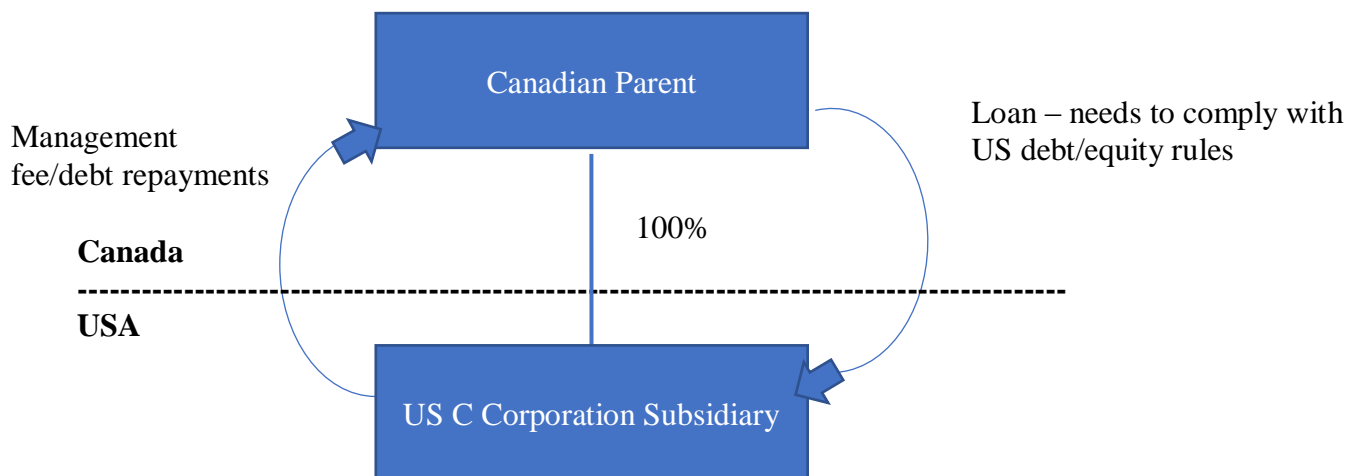 Canadian Parent
Management
fee/debt repayments
Loan – needs to comply with
US debt/equity rules
100%
Canada
USA
US C Corporation Subsidiary